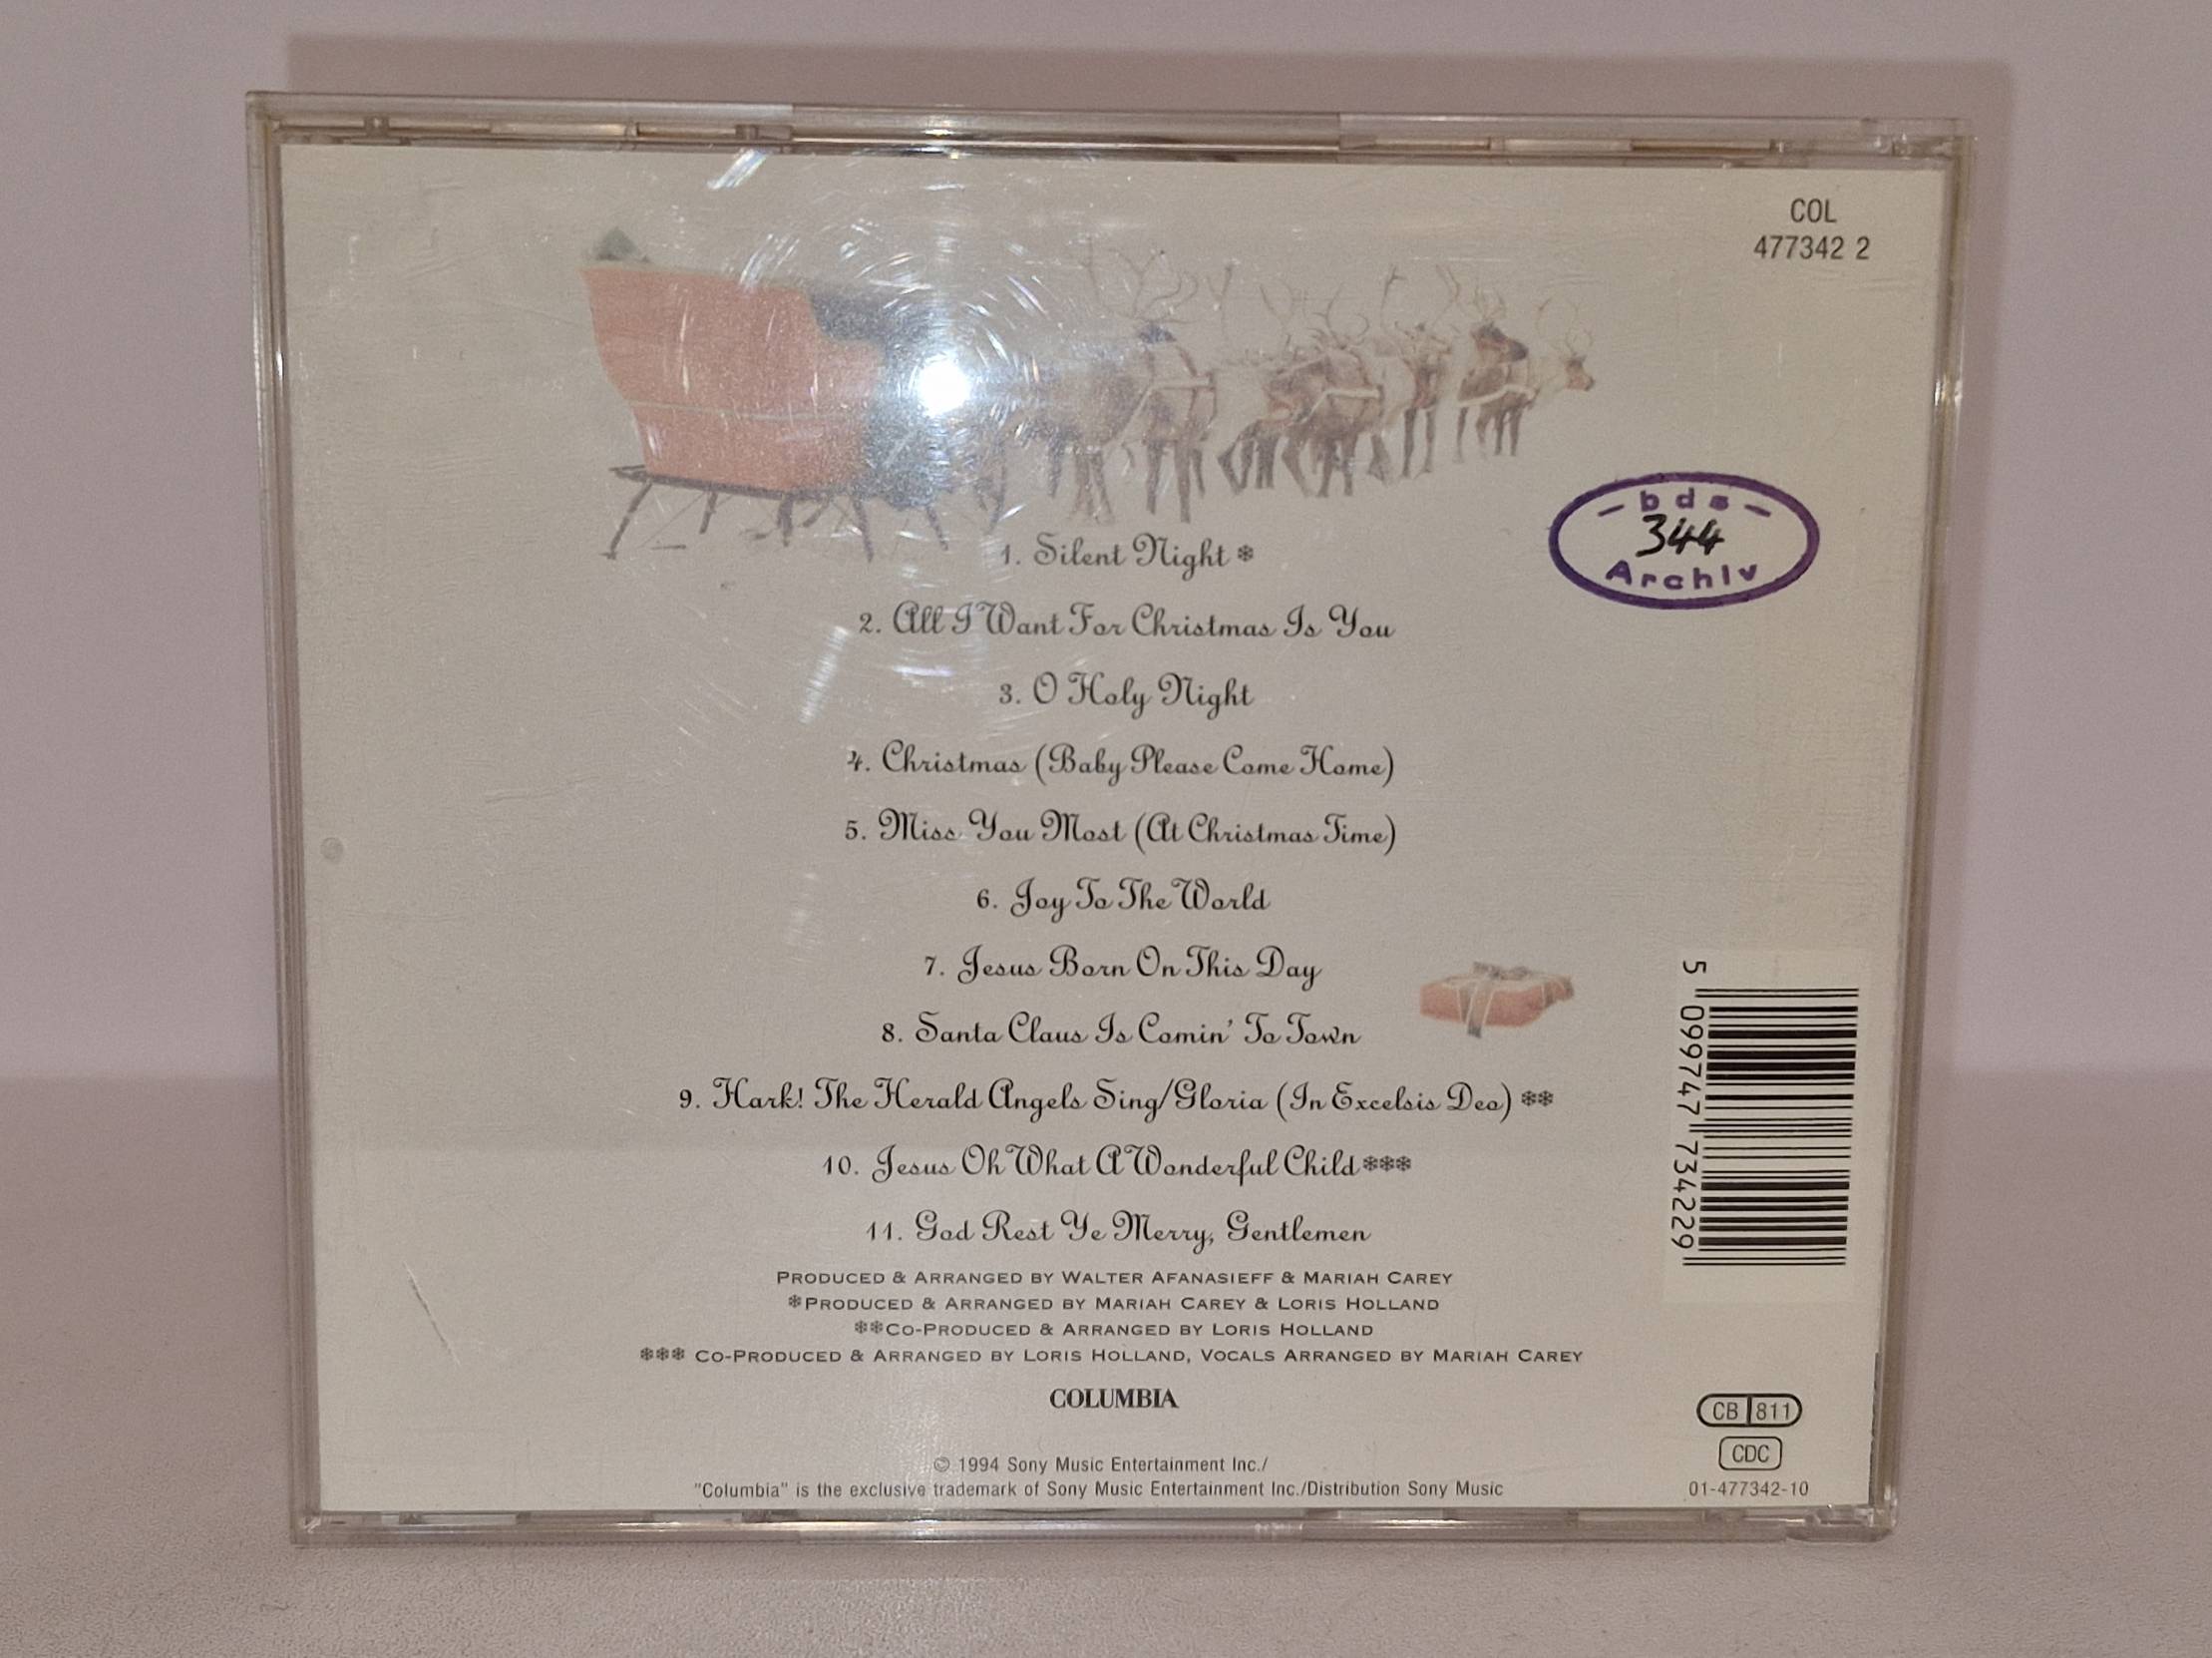 COL
477342 2
- b d s -
344
Archiv
1. Silent Night *
2. All I Want For Christmas Is You
3. O Holy Night
4. Christmas (Baby Please Come Home)
5. Miss You Most (At Christmas Time)
6. Joy To The World
7. Jesus Born On This Day
8. Santa Claus Is Comin' To Town
9. Hark! The Herald Angels Sing/Gloria (In Excelsis Deo) **
10. Jesus Oh What A Wonderful Child ***
11. God Rest Ye Merry, Gentlemen
5 099747 734229
PRODUCED & ARRANGED BY WALTER AFANASIEFF & MARIAH CAREY
*PRODUCED & ARRANGED BY MARIAH CAREY & LORIS HOLLAND
**CO-PRODUCED & ARRANGED BY LORIS HOLLAND
*** CO-PRODUCED & ARRANGED BY LORIS HOLLAND, VOCALS ARRANGED BY MARIAH CAREY
COLUMBIA
CB 811
CDC
01-477342-10
© 1994 Sony Music Entertainment Inc./
"Columbia" is the exclusive trademark of Sony Music Entertainment Inc./Distribution Sony Music